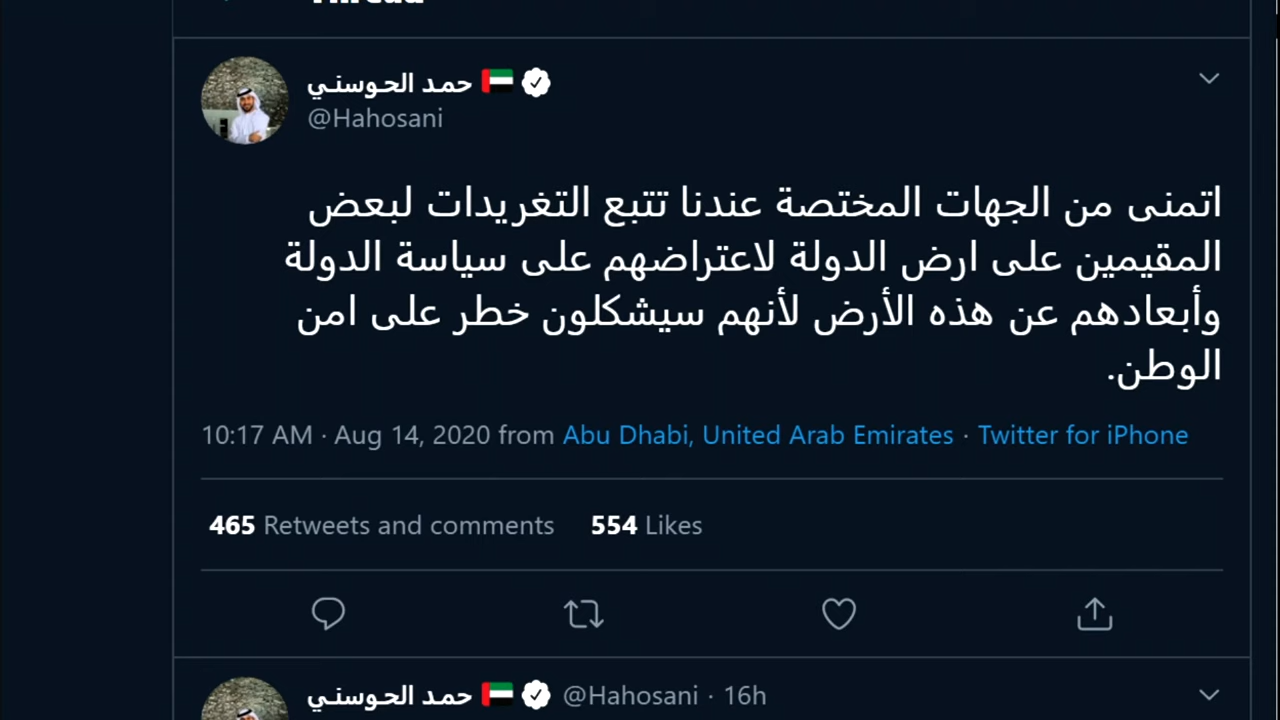 Thread
حمد الحوسني
@Hahosani
اتمنى من الجهات المختصة عندنا تتبع التغريدات لبعض
المقيمين على ارض الدولة لاعتراضهم على سياسة الدولة
وأبعادهم عن هذه الأرض لأنهم سيشكلون خطر على امن
الوطن.
10:17 AM · Aug 14, 2020 from Abu Dhabi, United Arab Emirates · Twitter for iPhone
465 Retweets and comments 554 Likes
حمد الحوسني @Hahosani · 16h